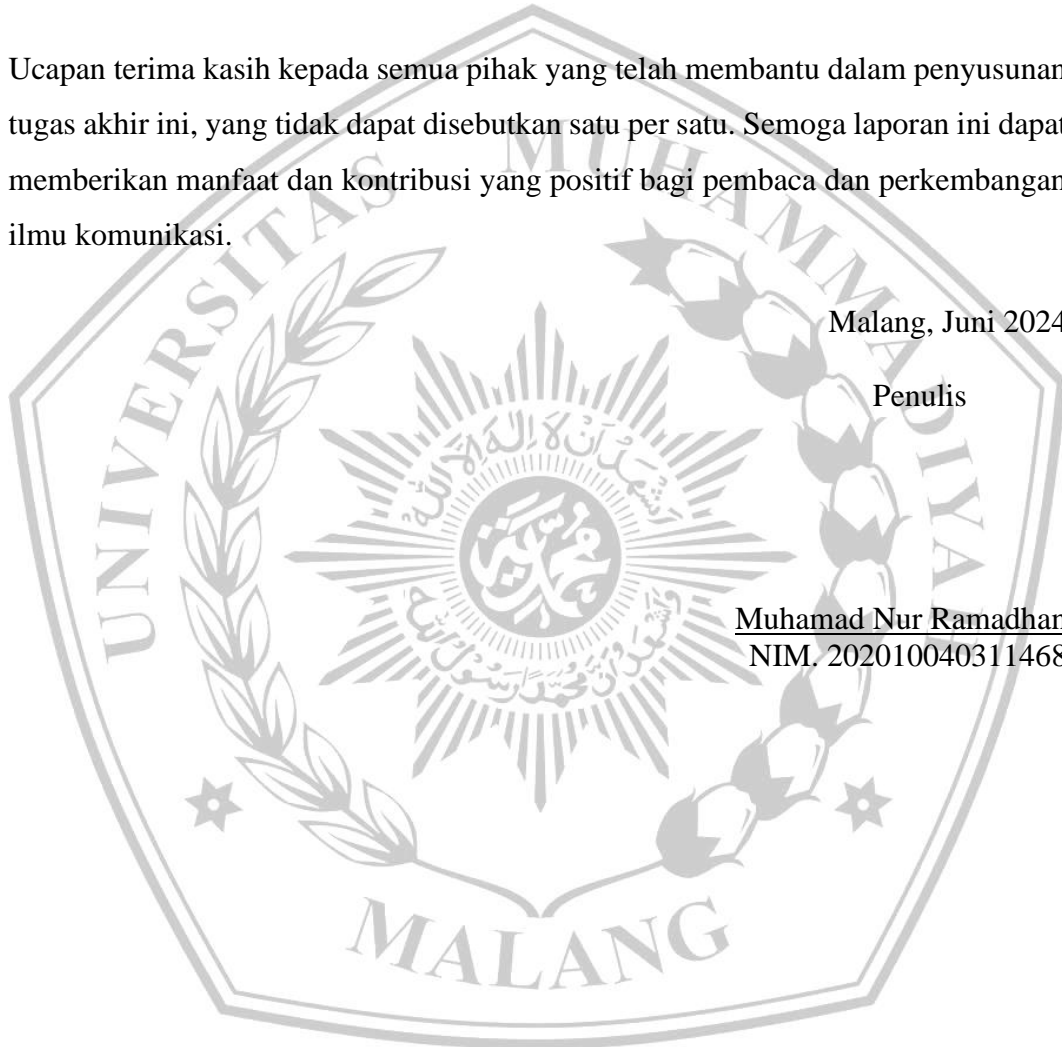 Ucapan terima kasih kepada semua pihak yang telah membantu dalam penyusunan
tugas akhir ini, yang tidak dapat disebutkan satu per satu. Semoga laporan ini dapat
memberikan manfaat dan kontribusi yang positif bagi pembaca dan perkembangan
ilmu komunikasi.
Malang, Juni 2024
Penulis
Muhamad Nur Ramadhan
NIM. 202010040311468
UNIVERSITAS MUHAMMADIYAH
MALANG